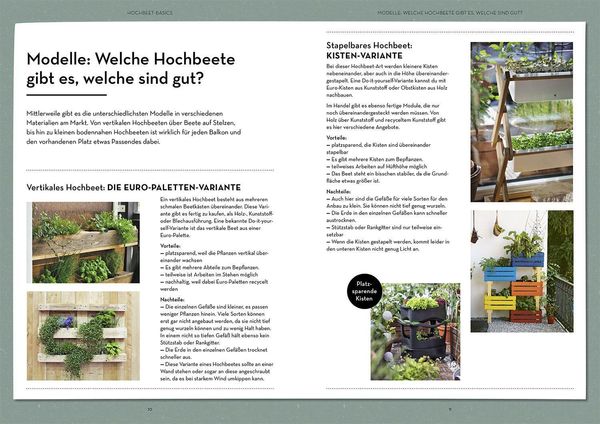 HOCHBEET-BASICS
MODELLE: WELCHE HOCHBEETE GIBT ES, WELCHE SIND GUT?
Modelle: Welche Hochbeete
gibt es, welche sind gut?
Mittlerweile gibt es die unterschiedlichsten Modelle in verschiedenen
Materialien am Markt. Von vertikalen Hochbeeten über Beete auf Stelzen,
bis hin zu kleinen bodennahen Hochbeeten ist wirklich für jeden Balkon und
den vorhandenen Platz etwas Passendes dabei.
Vertikales Hochbeet: DIE EURO-PALETTEN-VARIANTE
Ein vertikales Hochbeet besteht aus mehreren
schmalen Beetkästen übereinander. Diese Vari-
ante gibt es fertig zu kaufen, als Holz-, Kunststoff-
oder Blechausführung. Eine bekannte Do-it-your-
self-Variante ist das vertikale Beet aus einer
Euro-Palette.
Vorteile:
– platzsparend, weil die Pflanzen vertikal über-
einander wachsen
– Es gibt mehr Abteile zum Bepflanzen.
– teilweise ist Arbeiten im Stehen möglich
– nachhaltig, weil dabei Euro-Paletten recycelt
werden
Nachteile:
– Die einzelnen Gefäße sind kleiner, es passen
weniger Pflanzen hinein. Viele Sorten können
erst gar nicht angebaut werden, da sie nicht tief
genug wurzeln können und zu wenig Halt haben.
In einem nicht so tiefen Gefäß hält ebenso kein
Stützstab oder Rankgitter.
– Die Erde in den einzelnen Gefäßen trocknet
schneller aus.
– Diese Variante eines Hochbeetes sollte an einer
Wand stehen oder sogar an diese angeschraubt
sein, da es bei starkem Wind umkippen kann.
10
Stapelbares Hochbeet:
KISTEN-VARIANTE
Bei dieser Hochbeet-Art werden kleinere Kisten
nebeneinander, aber auch in die Höhe übereinander-
gestapelt. Eine Do-it-yourself-Variante kannst du mit
Euro-Kisten aus Kunststoff oder Obstkisten aus Holz
nachbauen.
Im Handel gibt es ebenso fertige Module, die nur
noch übereinandergesteckt werden müssen. Von
Holz über Kunststoff und recyceltem Kunststoff gibt
es hier verschiedene Angebote.
Vorteile:
– platzsparend, die Kisten sind übereinander
stapelbar
– Es gibt mehrere Kisten zum Bepflanzen.
– teilweises Arbeiten auf Hüfthöhe möglich
– Das Beet steht ein bisschen stabiler, da die Grund-
fläche etwas größer ist.
Nachteile:
– Auch hier sind die Gefäße für viele Sorten für den
Anbau zu klein. Sie können nicht tief genug wurzeln.
– Die Erde in den einzelnen Gefäßen kann schneller
austrocknen.
– Stützstab oder Rankgitter sind nur teilweise ein-
setzbar
– Wenn die Kisten gestapelt werden, kommt leider in
den unteren Kisten nicht genug Licht an.
Platz-
sparende
Kisten
11